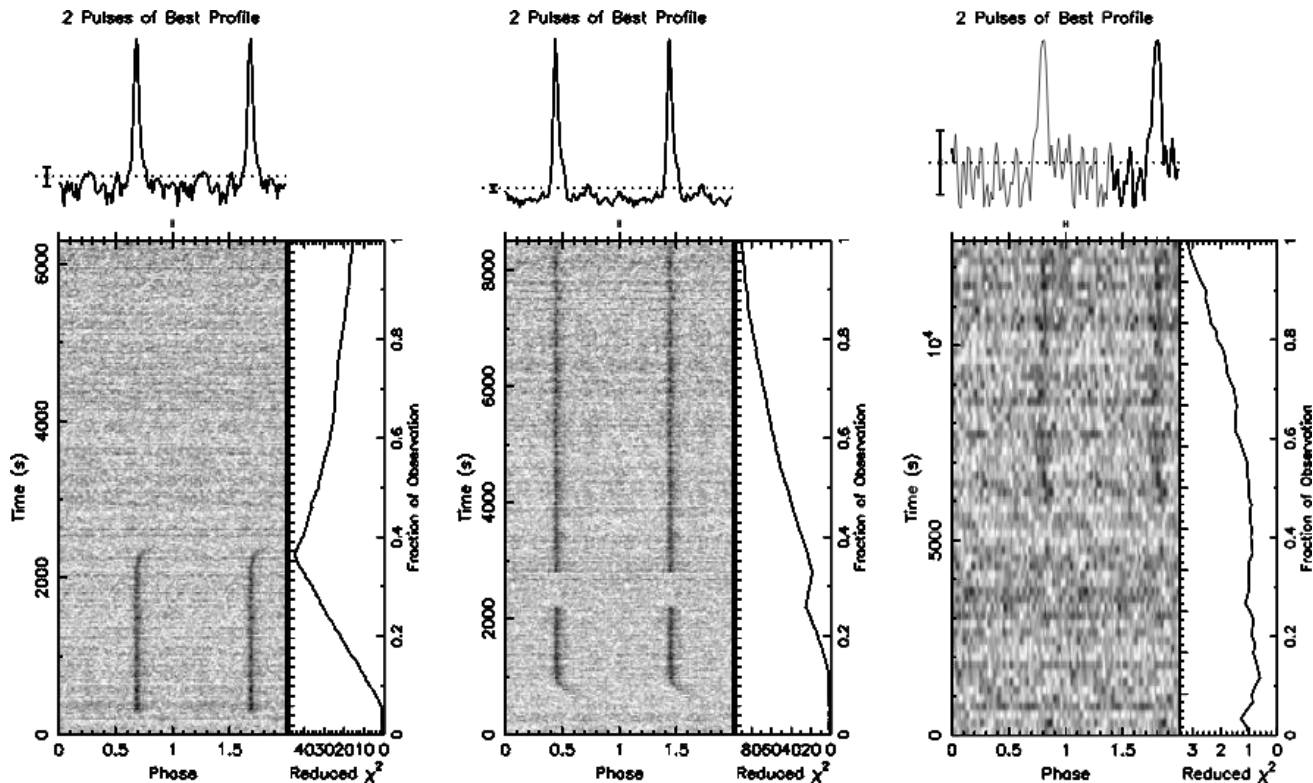 2 Pulses of Best Profile
6000
4000
2000
0
Time (s)
0 0.5 1 1.5
Phase
403020100
Reduced χ²
0 0.2 0.4 0.6 0.8 1
Fraction of Observation
2 Pulses of Best Profile
8000
6000
4000
2000
0
Time (s)
0 0.5 1 1.5
Phase
806040200
Reduced χ²
0 0.2 0.4 0.6 0.8 1
Fraction of Observation
2 Pulses of Best Profile
10⁴
5000
0
Time (s)
0 0.5 1 1.5
Phase
3 2 1 0
Reduced χ²
0 0.2 0.4 0.6 0.8 1
Fraction of Observation